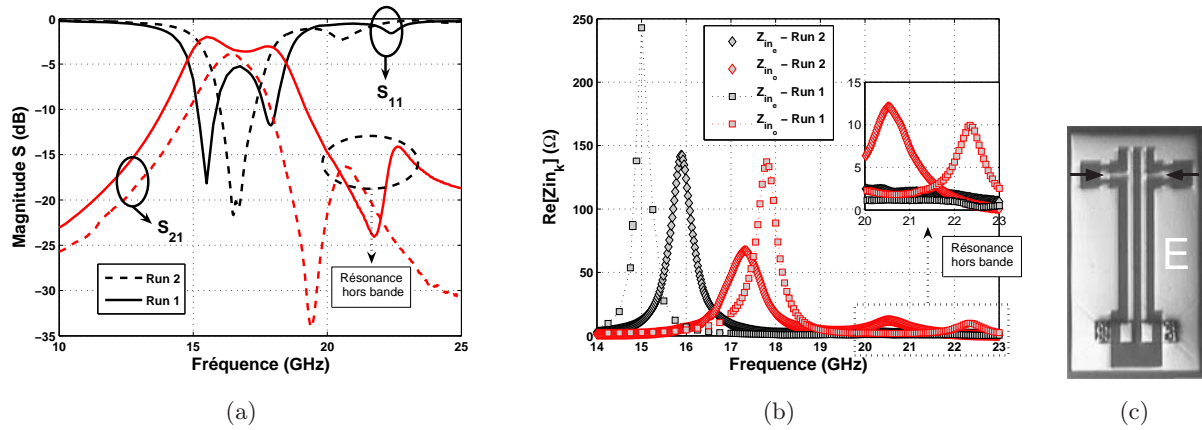 0
−5
−10
−15
−20
−25
−30
−35
Magnitude S (dB)
S11
S21
Résonance
hors bande
Run 2
Run 1
10
15
20
25
Fréquence (GHz)
(a)
250
200
150
100
50
0
Re[Zink] (Ω)
Zine − Run 2
Zino − Run 2
Zine − Run 1
Zino − Run 1
15
10
5
0
20
21
22
23
Résonance
hors bande
14
15
16
17
18
19
20
21
22
23
Frequence (GHz)
(b)
E
(c)